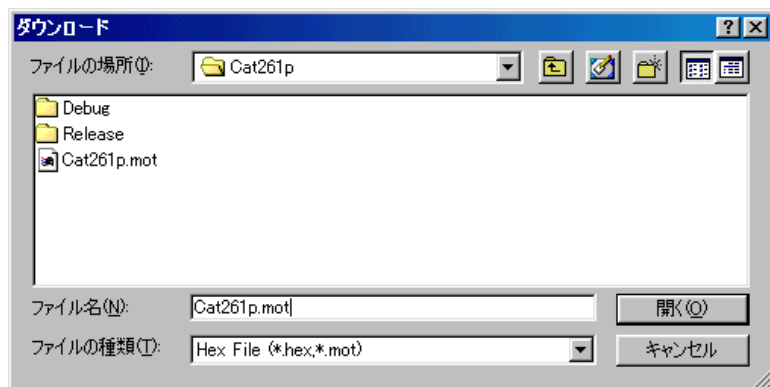 ダウンロード
ファイルの場所(I):
Cat261p
Debug
Release
Cat261p.mot
ファイル名(N):
Cat261p.mot
開く(O)
ファイルの種類(T):
Hex File (*.hex,*.mot)
キャンセル